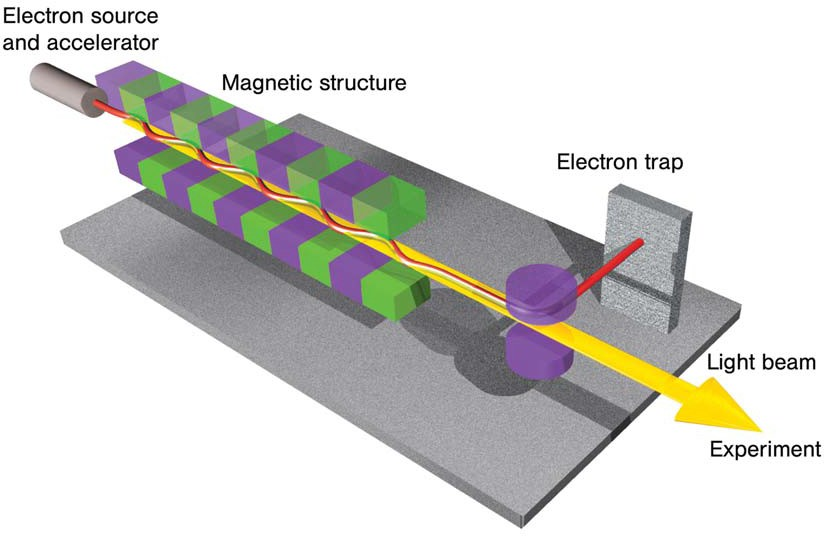 Electron source
and accelerator
Magnetic structure
Electron trap
Light beam
Experiment